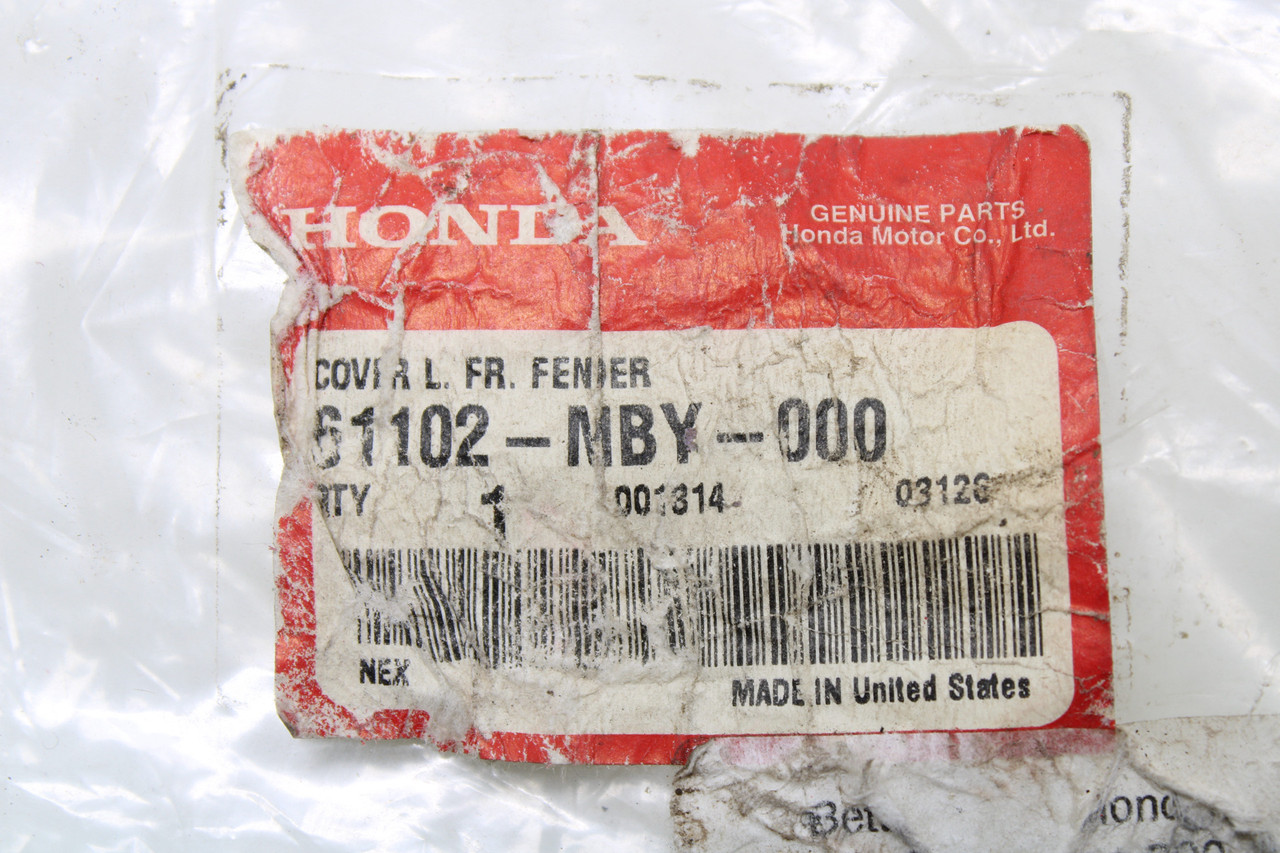 HONDA
GENUINE PARTS
Honda Motor Co., Ltd.
COVER L. FR. FENDER
61102-MBY-000
QTY 1 001314
NEX
MADE IN United States